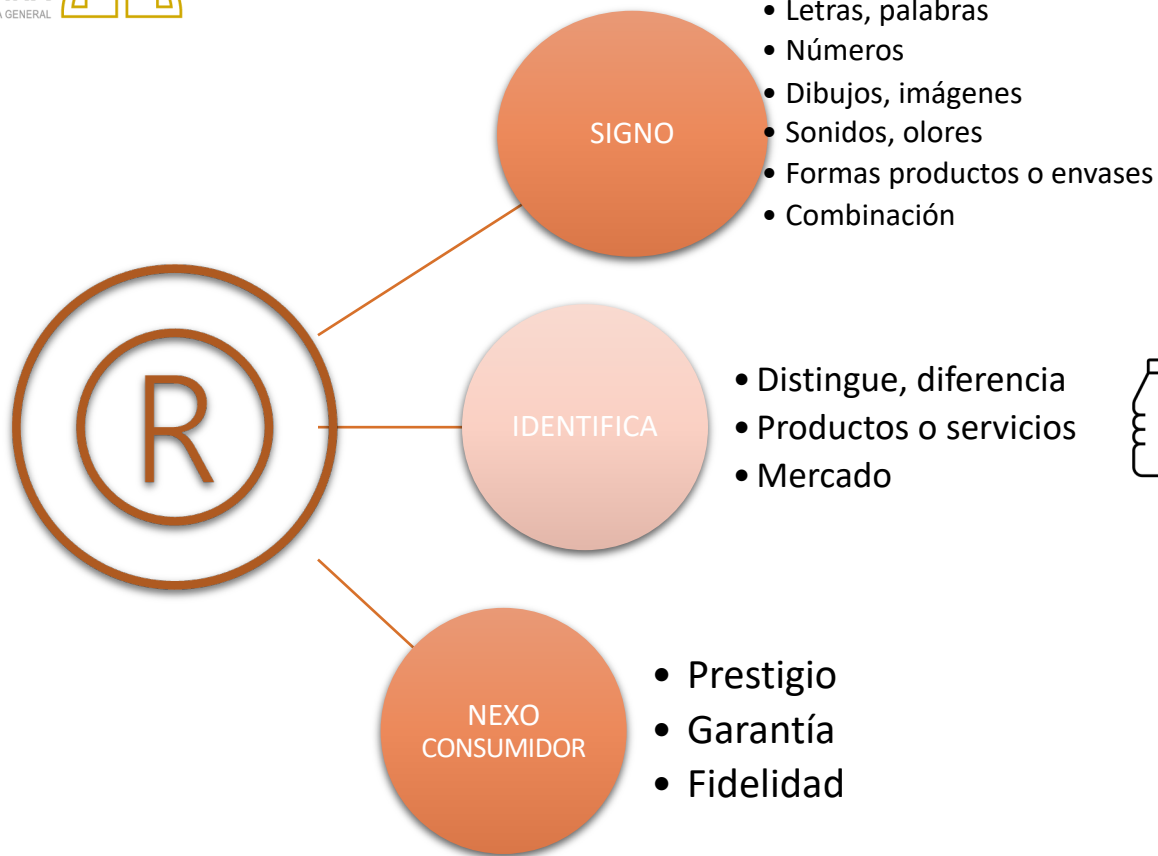 A GENERAL
• Letras, palabras
• Números
• Dibujos, imágenes
• Sonidos, olores
• Formas productos o envases
• Combinación
SIGNO
R
IDENTIFICA
• Distingue, diferencia
• Productos o servicios
• Mercado
NEXO
CONSUMIDOR
• Prestigio
• Garantía
• Fidelidad